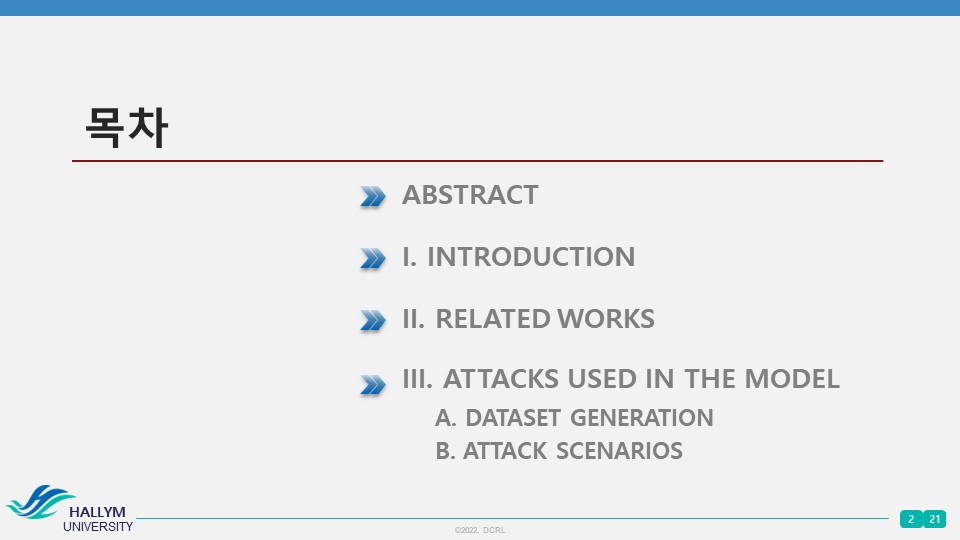 목차
ABSTRACT
I. INTRODUCTION
II. RELATED WORKS
III. ATTACKS USED IN THE MODEL
A. DATASET GENERATION
B. ATTACK SCENARIOS
HALLYM
UNIVERSITY
©2022, DCRL
2 21